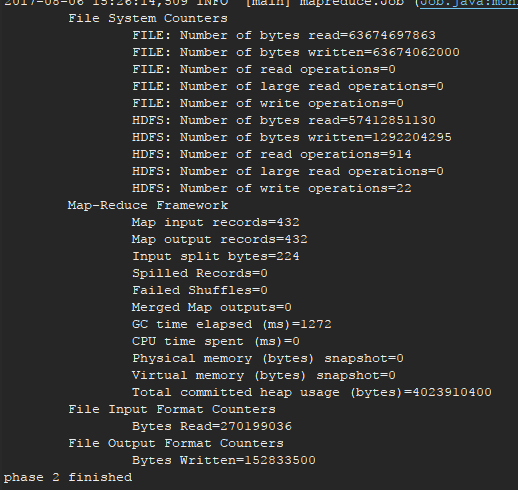 2017-08-06 15:26:14,509 INFO [main] mapreduce.Job (Job.java:moni
File System Counters
FILE: Number of bytes read=63674697863
FILE: Number of bytes written=63674062000
FILE: Number of read operations=0
FILE: Number of large read operations=0
FILE: Number of write operations=0
HDFS: Number of bytes read=57412851130
HDFS: Number of bytes written=1292204295
HDFS: Number of read operations=914
HDFS: Number of large read operations=0
HDFS: Number of write operations=22
Map-Reduce Framework
Map input records=432
Map output records=432
Input split bytes=224
Spilled Records=0
Failed Shuffles=0
Merged Map outputs=0
GC time elapsed (ms)=1272
CPU time spent (ms)=0
Physical memory (bytes) snapshot=0
Virtual memory (bytes) snapshot=0
Total committed heap usage (bytes)=4023910400
File Input Format Counters
Bytes Read=270199036
File Output Format Counters
Bytes Written=152833500
phase 2 finished